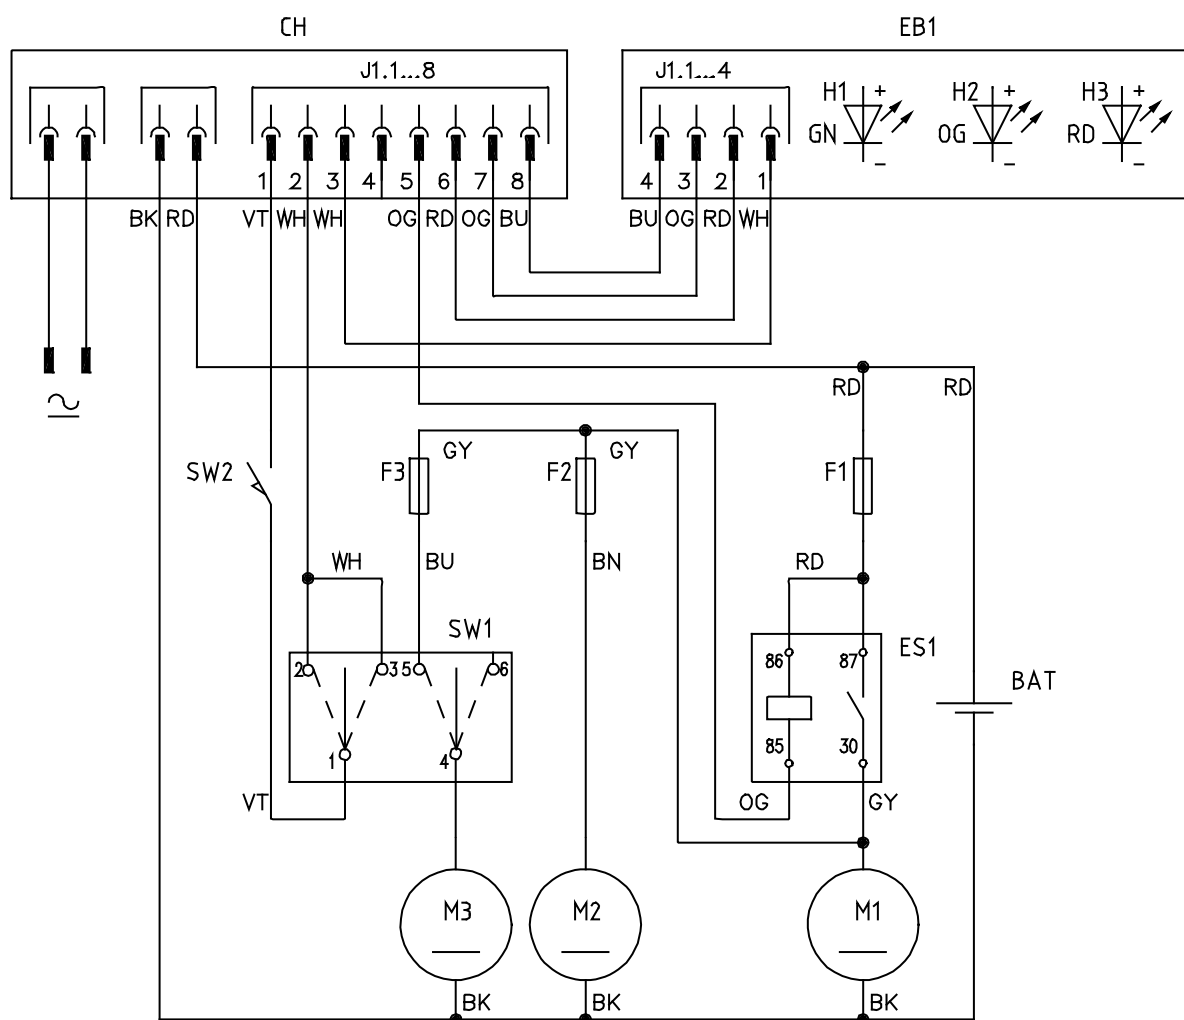 CH EB1
J1.1...8 J1.1...4
H1 + H2 + H3 +
GN OG RD
- - -
1 2 3 4 5 6 7 8 4 3 2 1
BK RD VT WH WH OG RD OG BU BU OG RD WH
RD RD
GY GY
SW2 F3 F2 F1
WH BU BN RD
SW1 ES1
2 3 5 6 86 87
BAT
1 4 85 30
VT OG GY
M3 M2 M1
BK BK BK